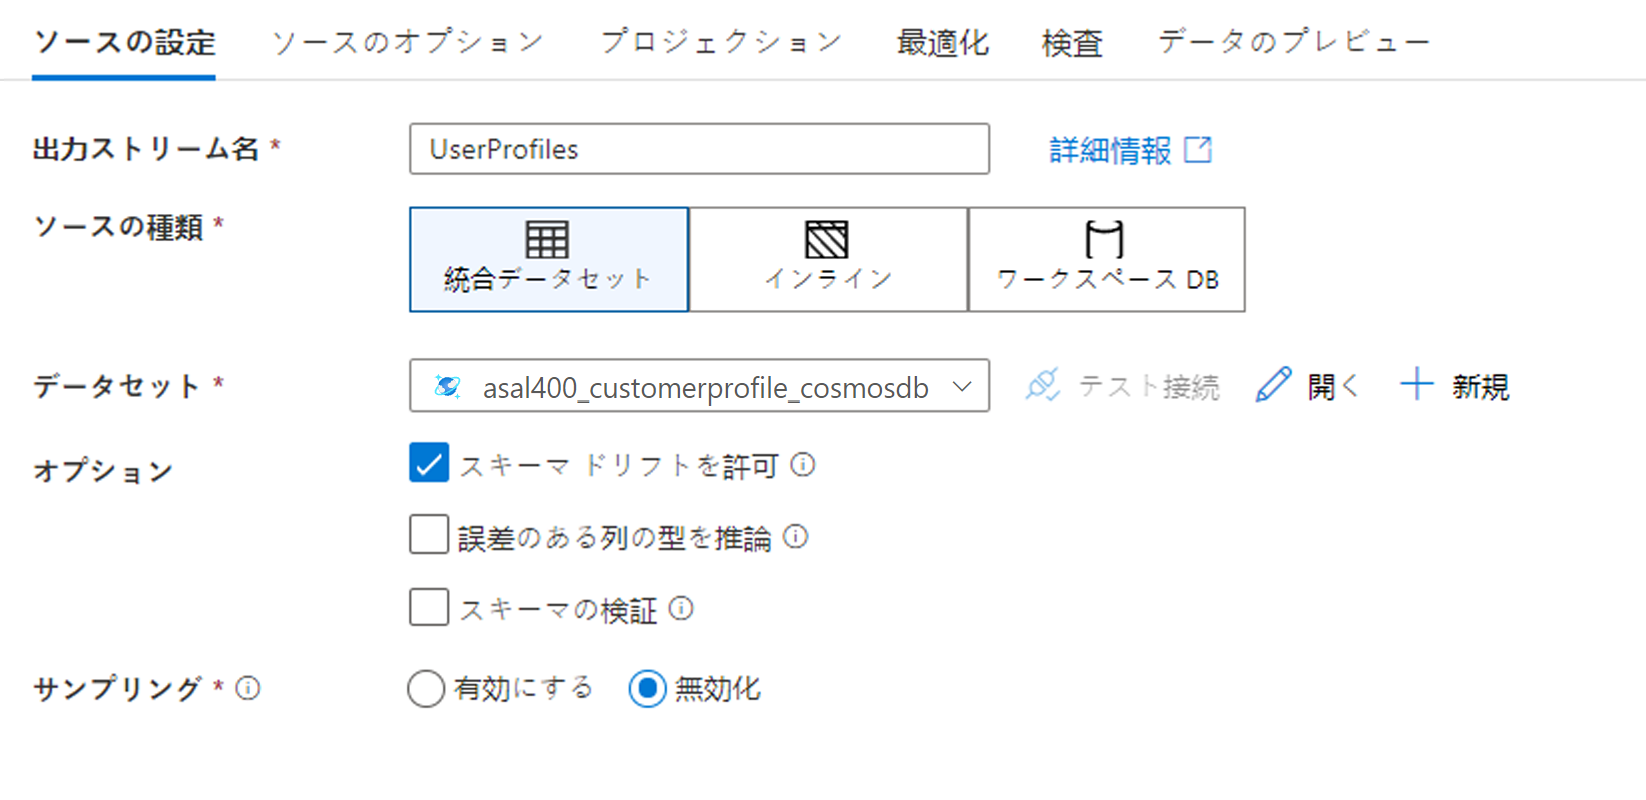 ソースの設定 ソースのオプション プロジェクション 最適化 検査 データのプレビュー
出力ストリーム名 * UserProfiles 詳細情報
ソースの種類 * 統合データセット インライン ワークスペース DB
データセット * asal400_customerprofile_cosmosdb テスト接続 開く 新規
オプション スキーマ ドリフトを許可
誤差のある列の型を推論
スキーマの検証
サンプリング * 有効にする 無効化